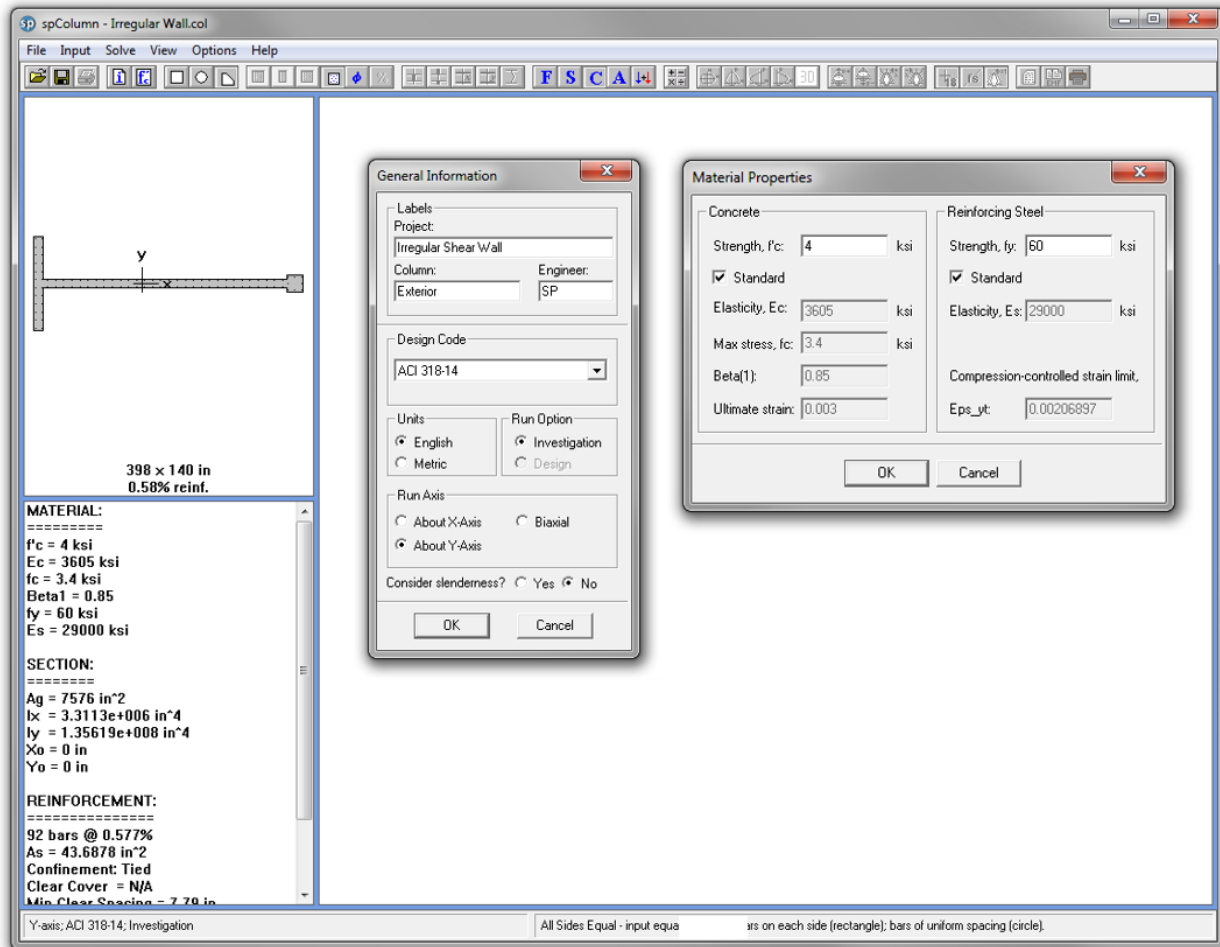 spColumn - Irregular Wall.col
File Input Solve View Options Help
F S C A
3D
y
x
398 x 140 in
0.58% reinf.
MATERIAL:
=========
f'c = 4 ksi
Ec = 3605 ksi
fc = 3.4 ksi
Beta1 = 0.85
fy = 60 ksi
Es = 29000 ksi
SECTION:
========
Ag = 7576 in^2
Ix = 3.3113e+006 in^4
Iy = 1.35619e+008 in^4
Xo = 0 in
Yo = 0 in
REINFORCEMENT:
===============
92 bars @ 0.577%
As = 43.6878 in^2
Confinement: Tied
Clear Cover = N/A
Min Clear Spacing = 7.79 in
General Information
Labels
Project:
Irregular Shear Wall
Column: Engineer:
Exterior SP
Design Code
ACI 318-14
Units Run Option
English Investigation
Metric Design
Run Axis
About X-Axis Biaxial
About Y-Axis
Consider slenderness? Yes No
OK Cancel
Material Properties
Concrete Reinforcing Steel
Strength, f'c: 4 ksi Strength, fy: 60 ksi
Standard Standard
Elasticity, Ec: 3605 ksi Elasticity, Es: 29000 ksi
Max stress, fc: 3.4 ksi
Beta(1): 0.85 Compression-controlled strain limit,
Ultimate strain: 0.003 Eps_yt: 0.00206897
OK Cancel
Y-axis; ACI 318-14; Investigation
All Sides Equal - input equa ars on each side (rectangle); bars of uniform spacing (circle).